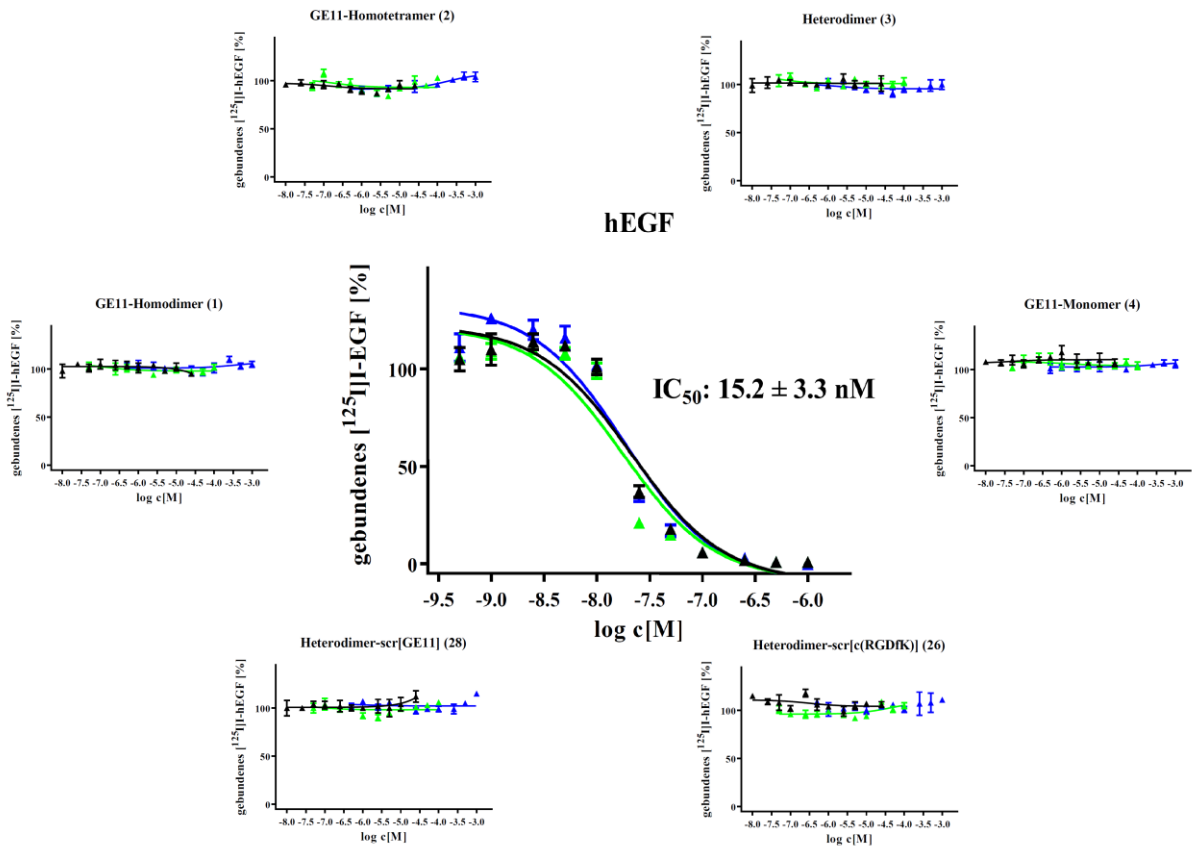 GE11-Homotetramer (2)
gebundenes [125I]I-hEGF [%]
100
50
0
-8.0 -7.5 -7.0 -6.5 -6.0 -5.5 -5.0 -4.5 -4.0 -3.5 -3.0
log c[M]
Heterodimer (3)
gebundenes [125I]I-hEGF [%]
100
50
0
-8.0 -7.5 -7.0 -6.5 -6.0 -5.5 -5.0 -4.5 -4.0 -3.5 -3.0
log c[M]
GE11-Homodimer (1)
gebundenes [125I]I-hEGF [%]
100
50
0
-8.0 -7.5 -7.0 -6.5 -6.0 -5.5 -5.0 -4.5 -4.0 -3.5 -3.0
log c[M]
hEGF
gebundenes [125I]I-EGF [%]
100
50
0
IC50: 15.2 ± 3.3 nM
-9.5 -9.0 -8.5 -8.0 -7.5 -7.0 -6.5 -6.0
log c[M]
GE11-Monomer (4)
gebundenes [125I]I-hEGF [%]
100
50
0
-8.0 -7.5 -7.0 -6.5 -6.0 -5.5 -5.0 -4.5 -4.0 -3.5 -3.0
log c[M]
Heterodimer-scr[GE11] (28)
gebundenes [125I]I-hEGF [%]
100
50
0
-8.0 -7.5 -7.0 -6.5 -6.0 -5.5 -5.0 -4.5 -4.0 -3.5 -3.0
log c[M]
Heterodimer-scr[c(RGDfK)] (26)
gebundenes [125I]I-hEGF [%]
100
50
0
-8.0 -7.5 -7.0 -6.5 -6.0 -5.5 -5.0 -4.5 -4.0 -3.5 -3.0
log c[M]